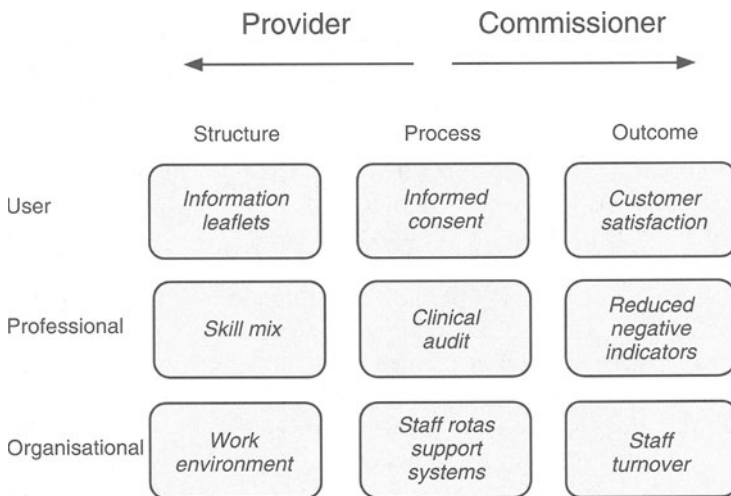 Provider Commissioner
Structure Process Outcome
User
Information
leaflets
Informed
consent
Customer
satisfaction
Professional
Skill mix
Clinical
audit
Reduced
negative
indicators
Organisational
Work
environment
Staff rotas
support
systems
Staff
turnover